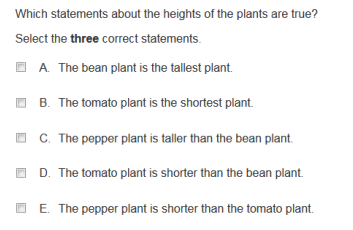 Which statements about the heights of the plants are true?
Select the three correct statements.
A. The bean plant is the tallest plant.
B. The tomato plant is the shortest plant.
C. The pepper plant is taller than the bean plant.
D. The tomato plant is shorter than the bean plant.
E. The pepper plant is shorter than the tomato plant.